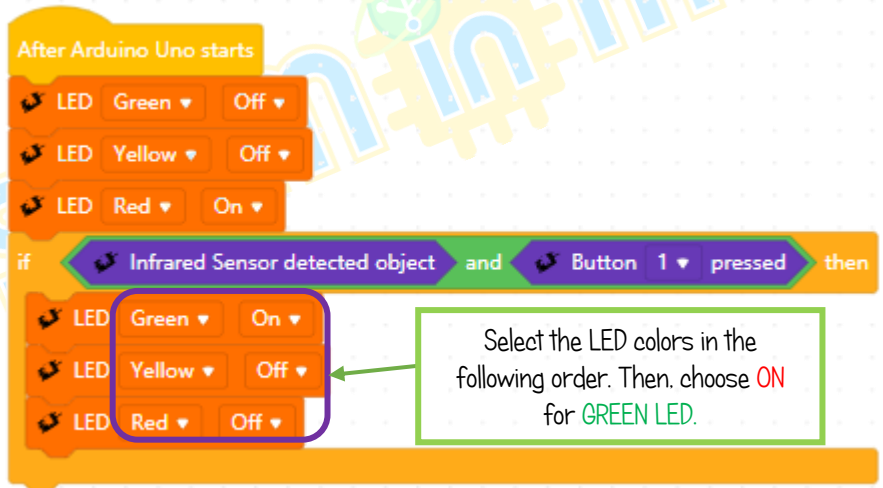 After Arduino Uno starts
LED Green Off
LED Yellow Off
LED Red On
if Infrared Sensor detected object and Button 1 pressed then
LED Green On
LED Yellow Off
LED Red Off
Select the LED colors in the
following order. Then. choose ON
for GREEN LED.